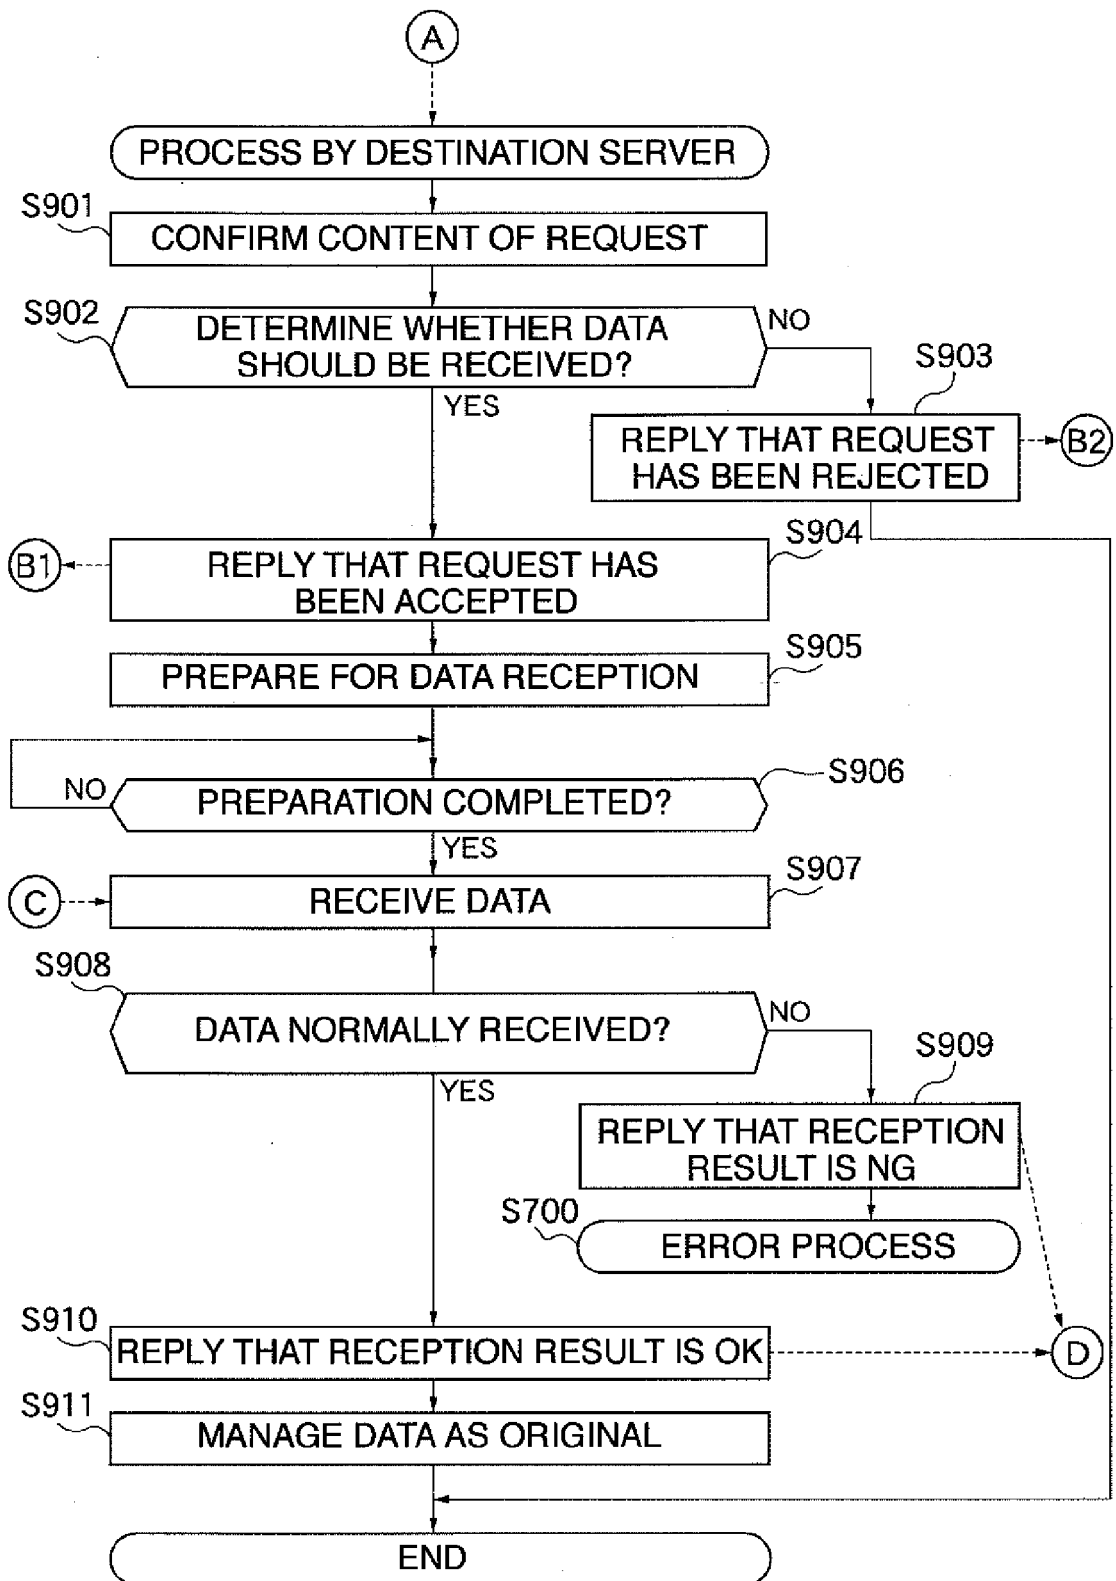 A
PROCESS BY DESTINATION SERVER
S901
CONFIRM CONTENT OF REQUEST
S902
DETERMINE WHETHER DATA
SHOULD BE RECEIVED?
NO
YES
S903
REPLY THAT REQUEST
HAS BEEN REJECTED
B2
S904
B1
REPLY THAT REQUEST HAS
BEEN ACCEPTED
S905
PREPARE FOR DATA RECEPTION
S906
NO
PREPARATION COMPLETED?
YES
S907
C
RECEIVE DATA
S908
DATA NORMALLY RECEIVED?
NO
YES
S909
REPLY THAT RECEPTION
RESULT IS NG
S700
ERROR PROCESS
S910
REPLY THAT RECEPTION RESULT IS OK
D
S911
MANAGE DATA AS ORIGINAL
END